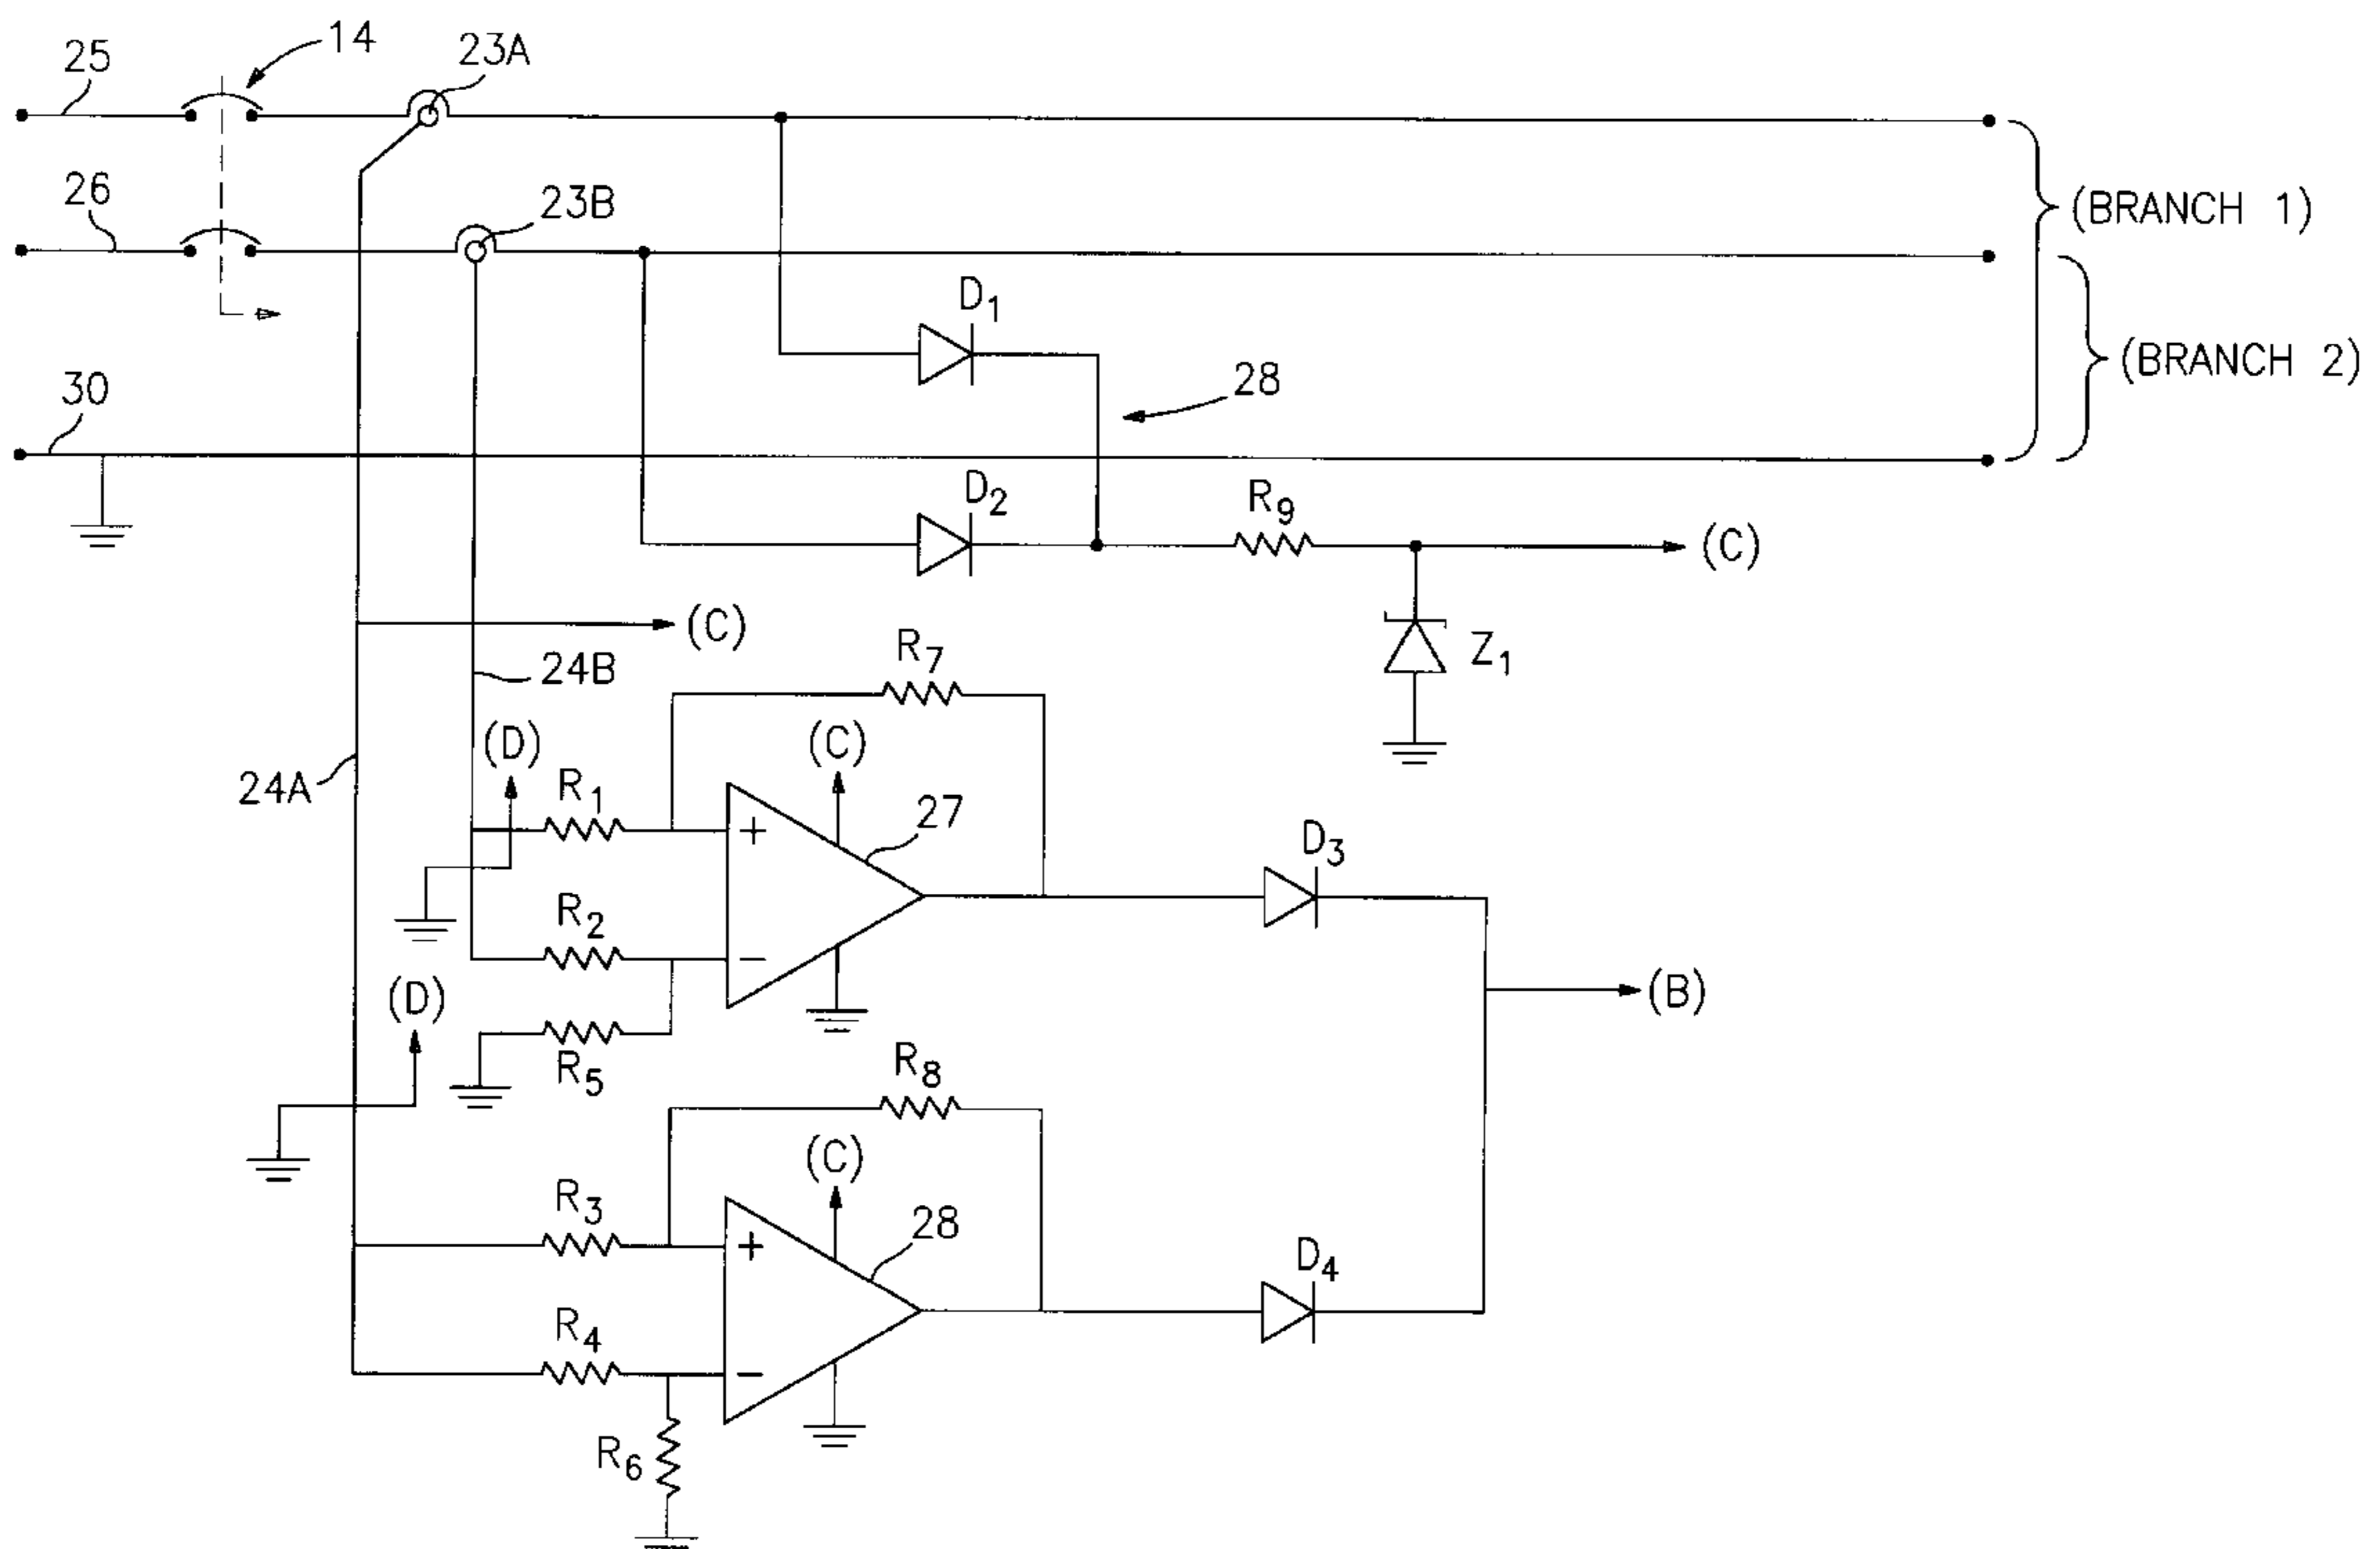 14
25
23A
26
23B
(BRANCH 1)
D1
30
28
(BRANCH 2)
D2
R9
(C)
(C)
R7
Z1
24B
(D)
(C)
24A
R1
27
D3
R2
(D)
(B)
R5
R8
(C)
R3
28
D4
R4
R6
+
−
+
−